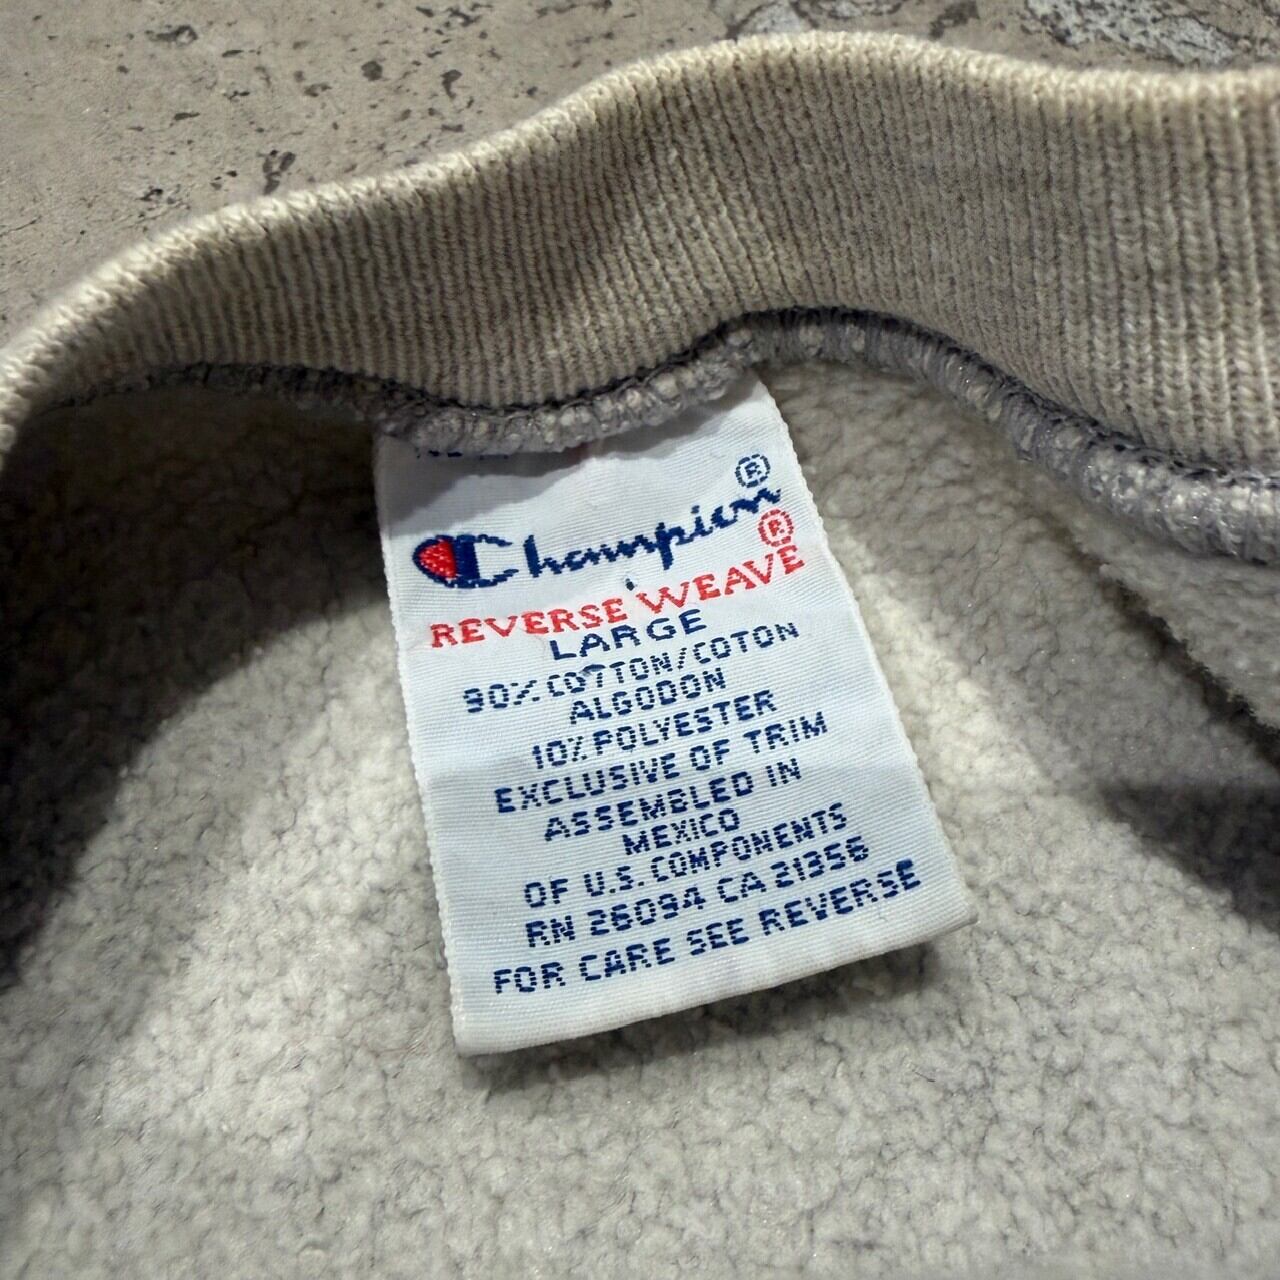 Champion®
REVERSE WEAVE®
LARGE
90% COTTON/COTON
ALGODON
10% POLYESTER
EXCLUSIVE OF TRIM
ASSEMBLED IN
MEXICO
OF U.S. COMPONENTS
RN 26094 CA 21356
FOR CARE SEE REVERSE